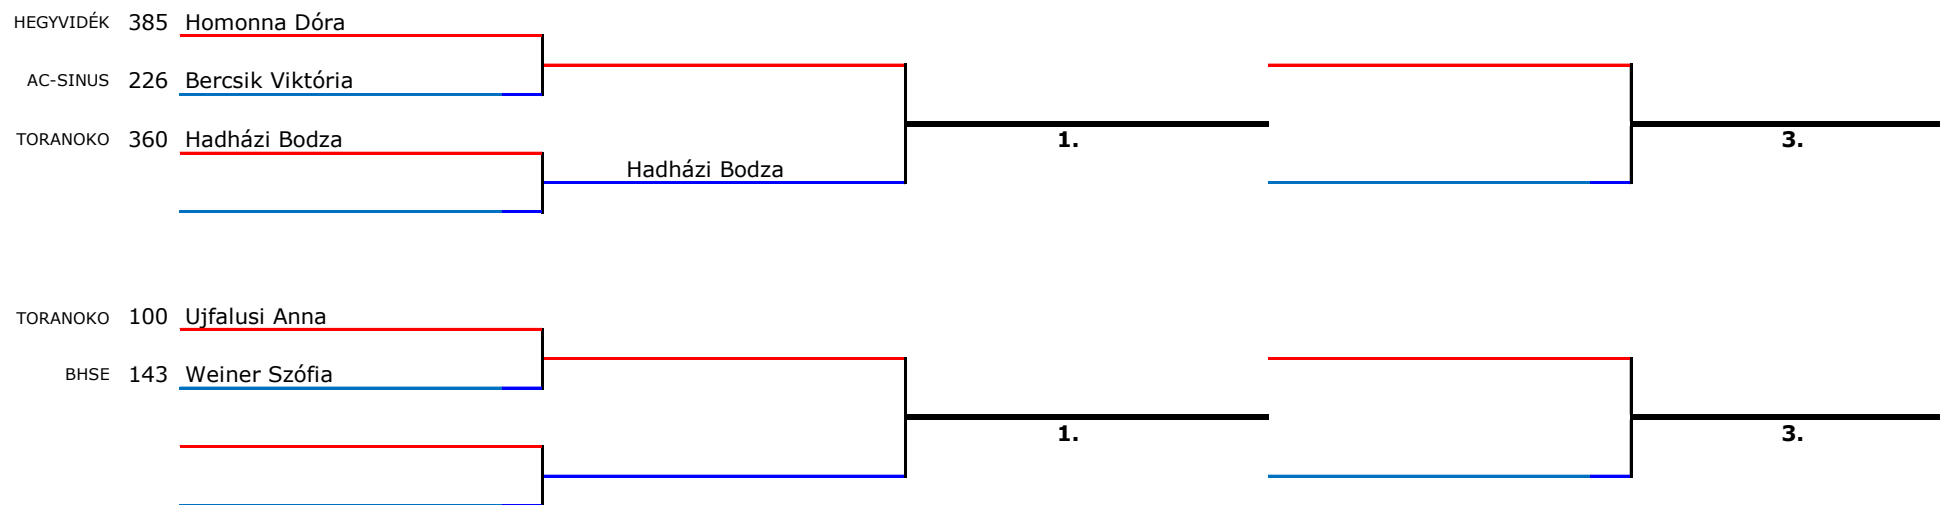 HEGYVIDÉK 385 Homonna Dóra
AC-SINUS 226 Bercsik Viktória
TORANOKO 360 Hadházi Bodza
1.
3.
Hadházi Bodza
TORANOKO 100 Ujfalusi Anna
BHSE 143 Weiner Szófia
1.
3.